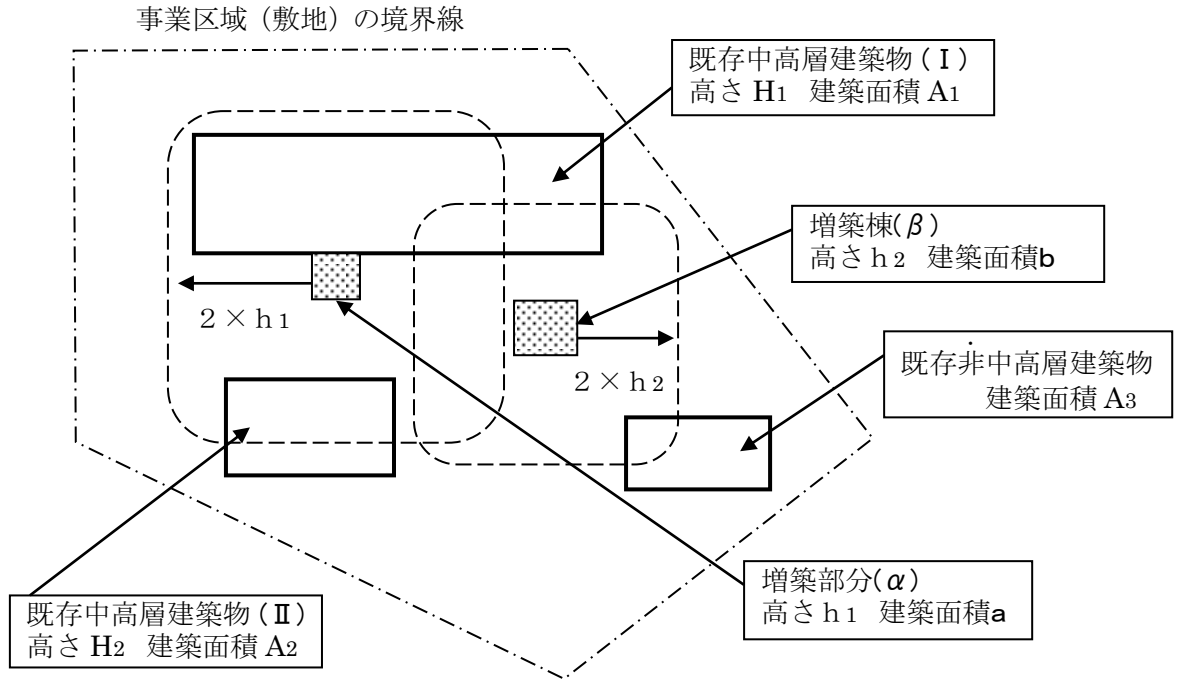 事業区域（敷地）の境界線
既存中高層建築物（Ⅰ）
高さ H1 建築面積 A1
増築棟(β)
高さｈ2 建築面積b
2×ｈ1
2×ｈ2
既存非中高層建築物
建築面積 A3
増築部分(α)
高さｈ1 建築面積a
既存中高層建築物（Ⅱ）
高さ H2 建築面積 A2